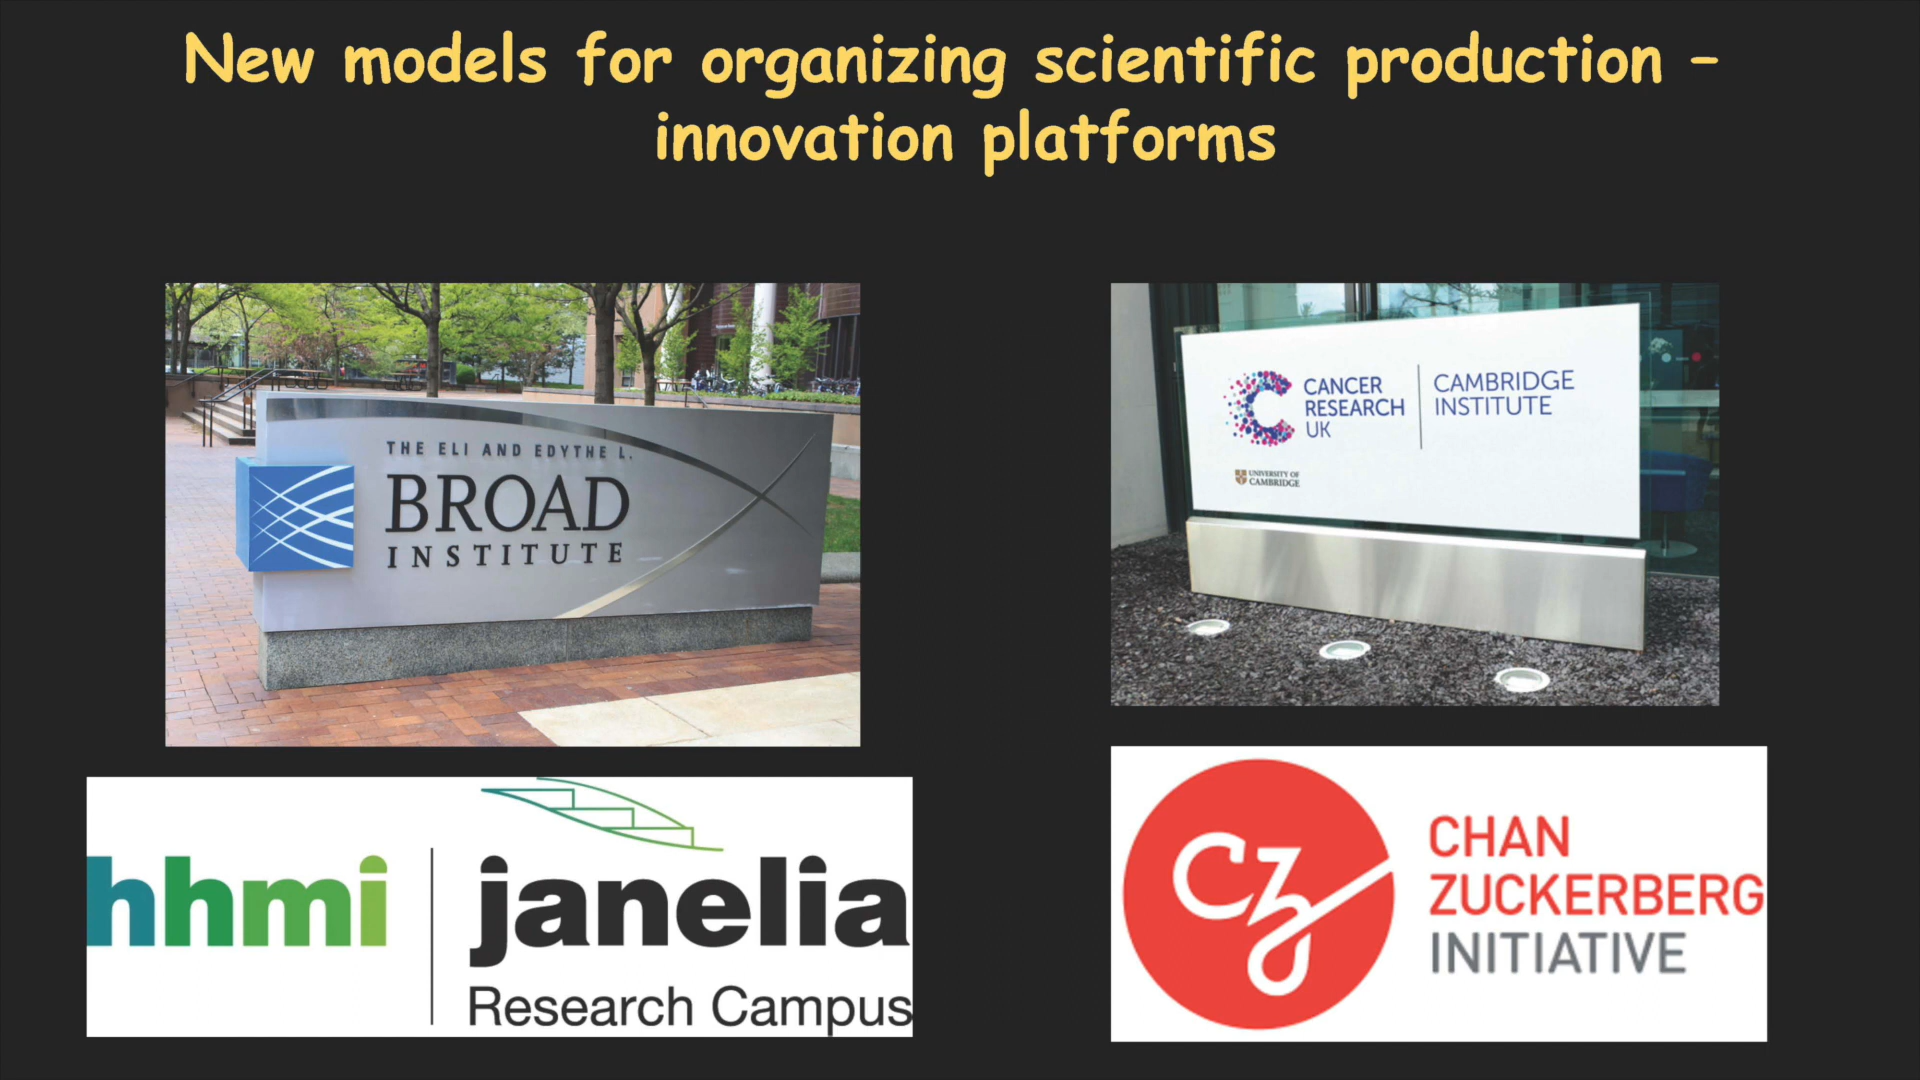 New models for organizing scientific production –
innovation platforms
THE ELI AND EDYTHE L.
BROAD
INSTITUTE
CANCER
RESEARCH
UK
CAMBRIDGE
INSTITUTE
UNIVERSITY OF
CAMBRIDGE
hhmi
janelia
Research Campus
CZ
CHAN
ZUCKERBERG
INITIATIVE